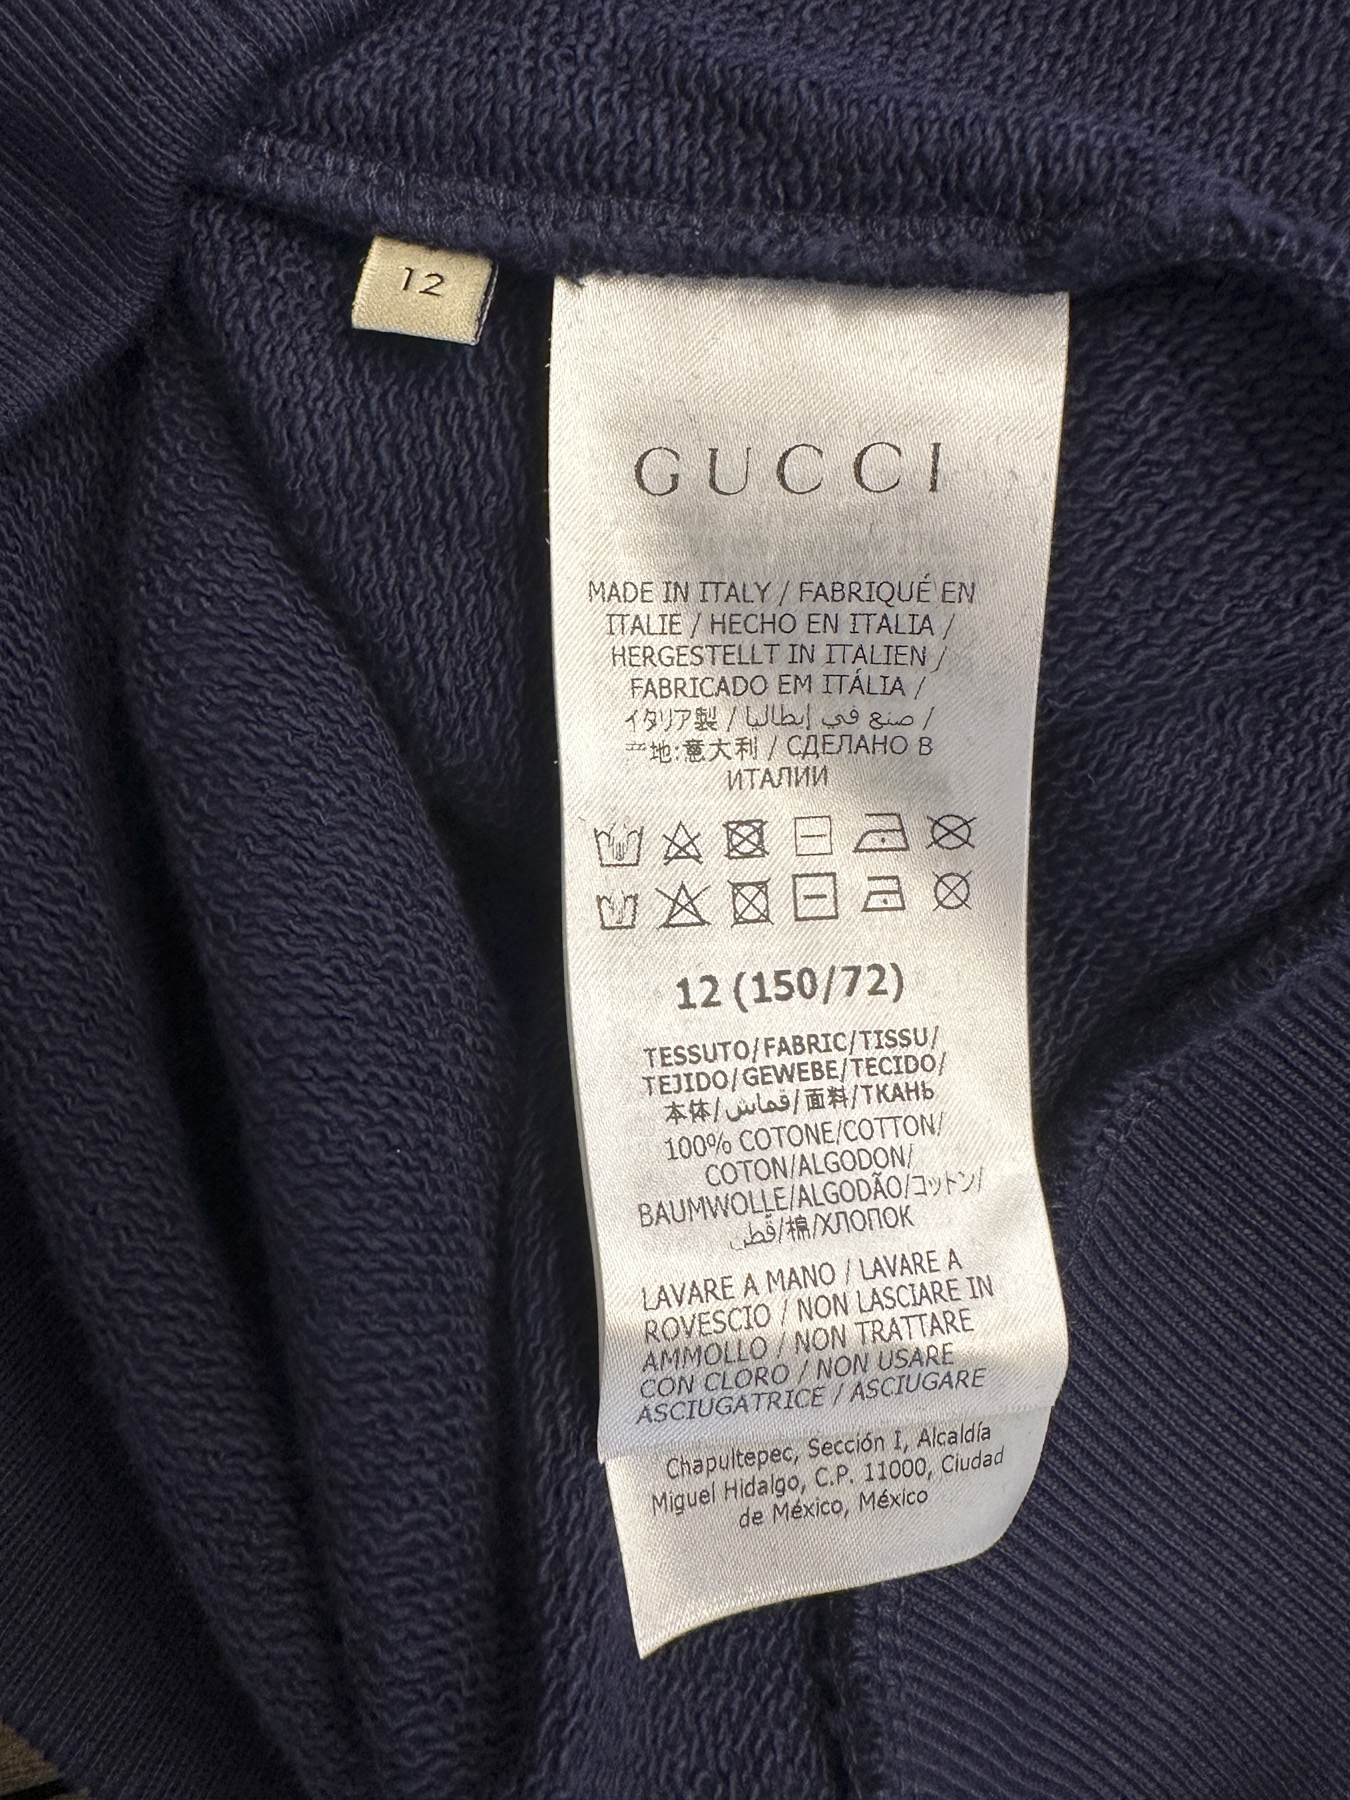 12
GUCCI
MADE IN ITALY / FABRIQUÉ EN
ITALIE / HECHO EN ITALIA /
HERGESTELLT IN ITALIEN /
FABRICADO EM ITÁLIA /
イタリア製 / صنع في إيطاليا /
产地:意大利 / СДЕЛАНО В
ИТАЛИИ
12 (150/72)
TESSUTO/FABRIC/TISSU/
TEJIDO/GEWEBE/TECIDO/
本体/قماش/面料/ТКАНЬ
100% COTONE/COTTON/
COTON/ALGODON/
BAUMWOLLE/ALGODÃO/コットン/
قطن/棉/ХЛОПОК
LAVARE A MANO / LAVARE A
ROVESCIO / NON LASCIARE IN
AMMOLLO / NON TRATTARE
CON CLORO / NON USARE
ASCIUGATRICE / ASCIUGARE
Chapultepec, Sección I, Alcaldía
Miguel Hidalgo, C.P. 11000, Ciudad
de México, México